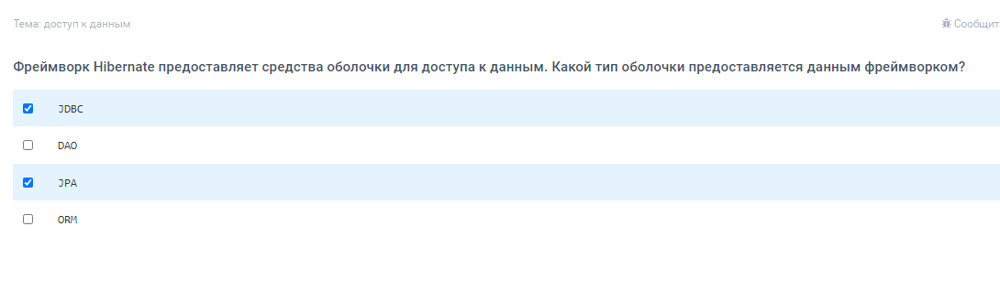 Тема: доступ к данным
Сообщит
Фреймворк Hibernate предоставляет средства оболочки для доступа к данным. Какой тип оболочки предоставляется данным фреймворком?
JDBC
DAO
JPA
ORM